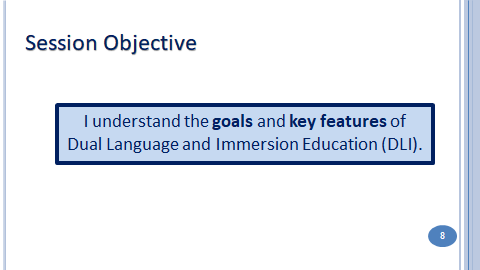 Session Objective
I understand the goals and key features of
Dual Language and Immersion Education (DLI).
8